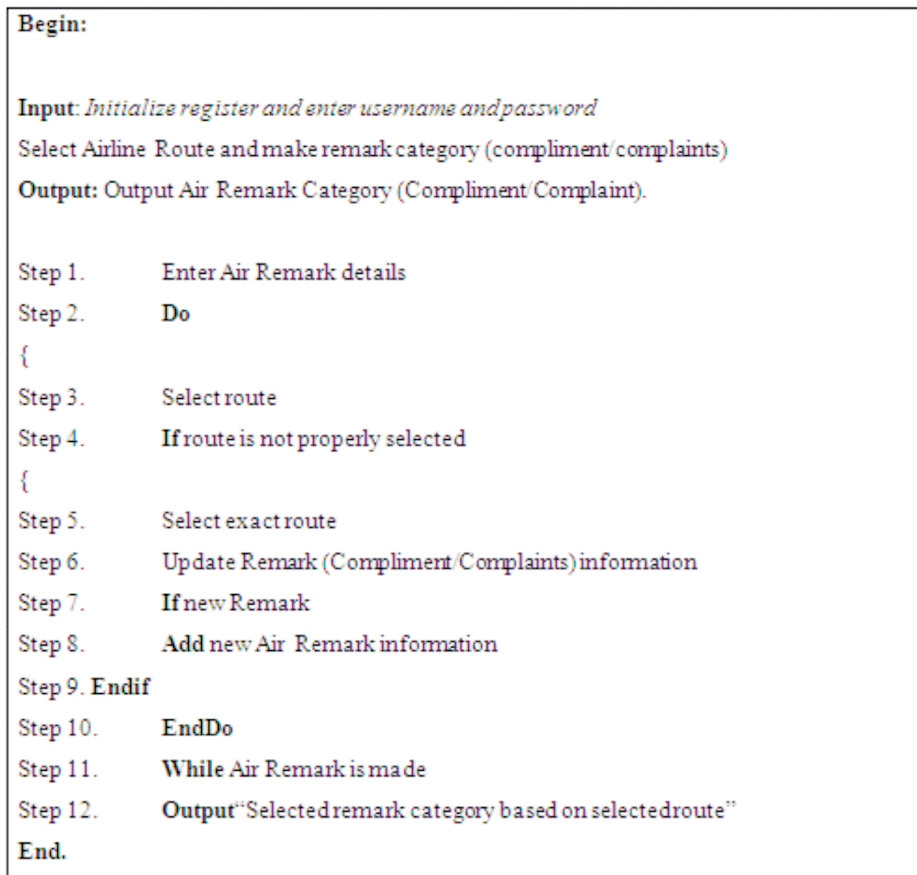 Begin:
Input: Initialize register and enter username and password
Select Airline Route and make remark category (compliment/complaints)
Output: Output Air Remark Category (Compliment/Complaint).
Step 1. Enter Air Remark details
Step 2. Do
{
Step 3. Select route
Step 4. If route is not properly selected
{
Step 5. Select exact route
Step 6. Update Remark (Compliment/Complaints) information
Step 7. If new Remark
Step 8. Add new Air Remark information
Step 9. Endif
Step 10. EndDo
Step 11. While Air Remark is made
Step 12. Output “Selected remark category based on selected route”
End.